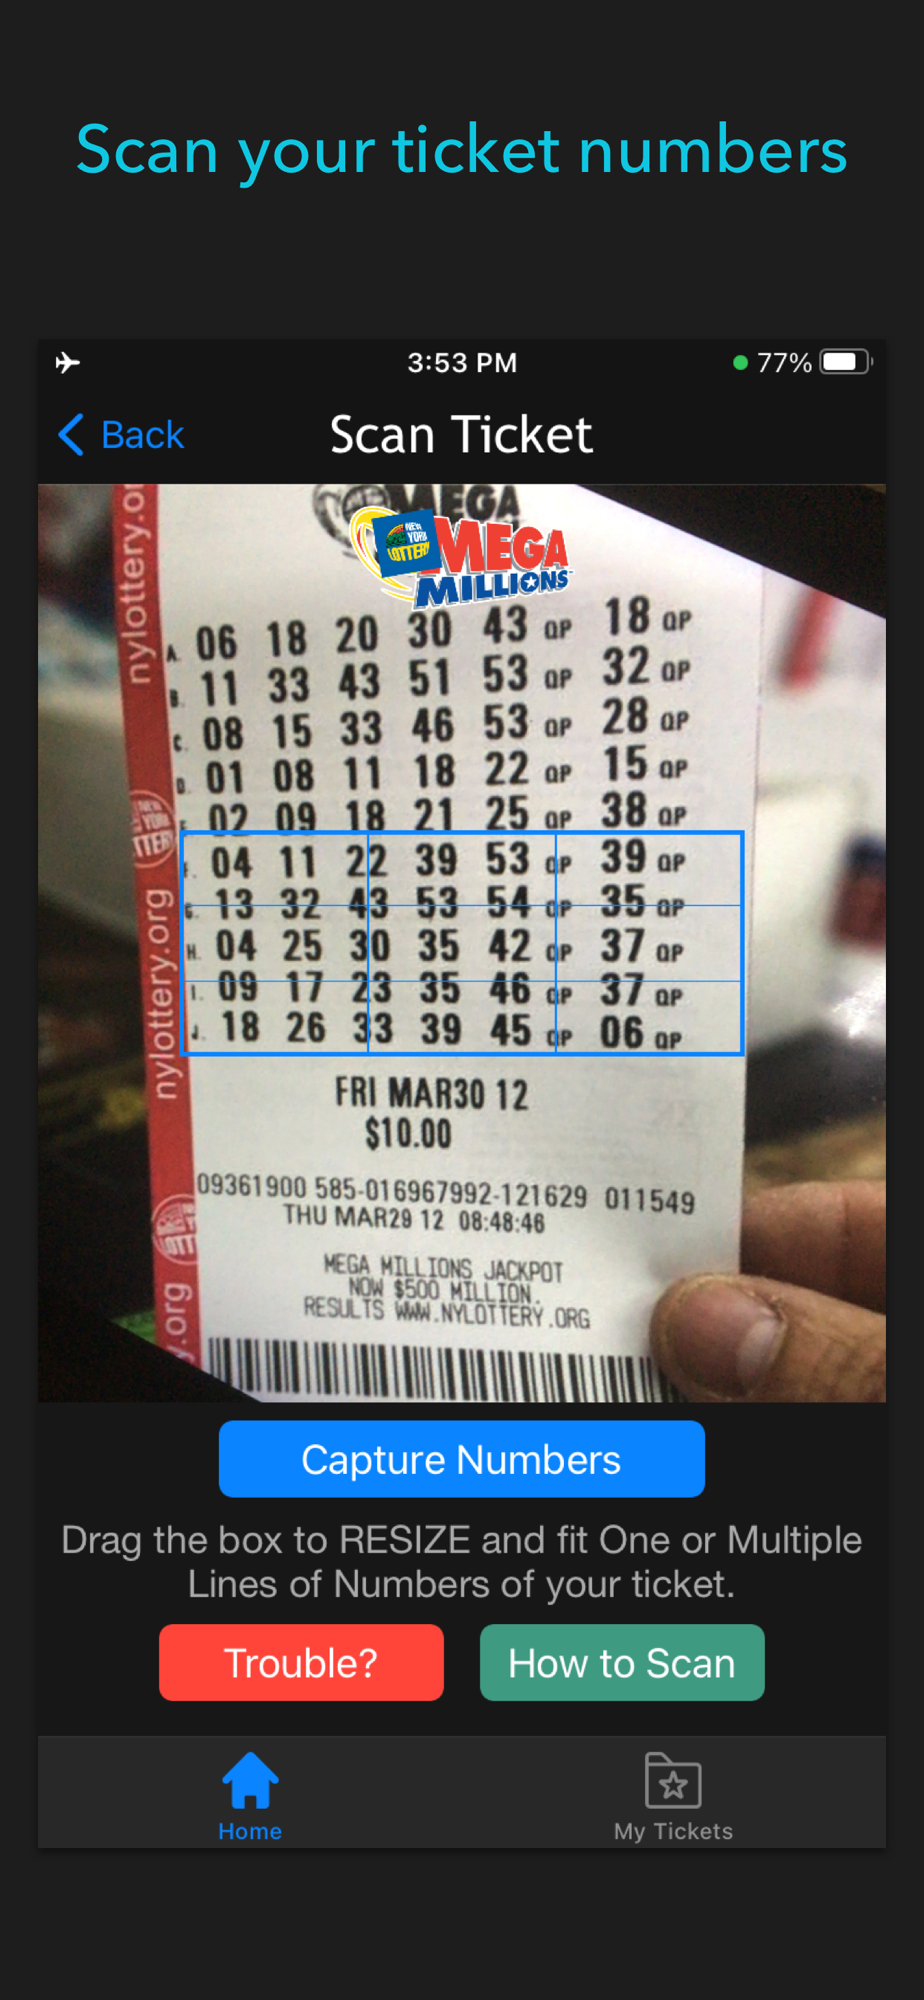 Scan your ticket numbers
3:53 PM
77%
Back
Scan Ticket
MEGA
NEW YORK LOTTERY
MEGA
MILLIONS
nylottery.or
A. 06 18 20 30 43 QP 18 QP
B. 11 33 43 51 53 QP 32 QP
C. 08 15 33 46 53 QP 28 QP
D. 01 08 11 18 22 QP 15 QP
E. 02 09 18 21 25 QP 38 QP
F. 04 11 22 39 53 QP 39 QP
G. 13 32 43 53 54 QP 35 QP
H. 04 25 30 35 42 QP 37 QP
I. 09 17 23 35 46 QP 37 QP
J. 18 26 33 39 45 QP 06 QP
nylottery.org
FRI MAR30 12
$10.00
09361900 585-016967992-121629 011549
THU MAR29 12 08:48:46
MEGA MILLIONS JACKPOT
NOW $500 MILLION.
RESULTS WWW.NYLOTTERY.ORG
y.org
Capture Numbers
Drag the box to RESIZE and fit One or Multiple
Lines of Numbers of your ticket.
Trouble?
How to Scan
Home
My Tickets